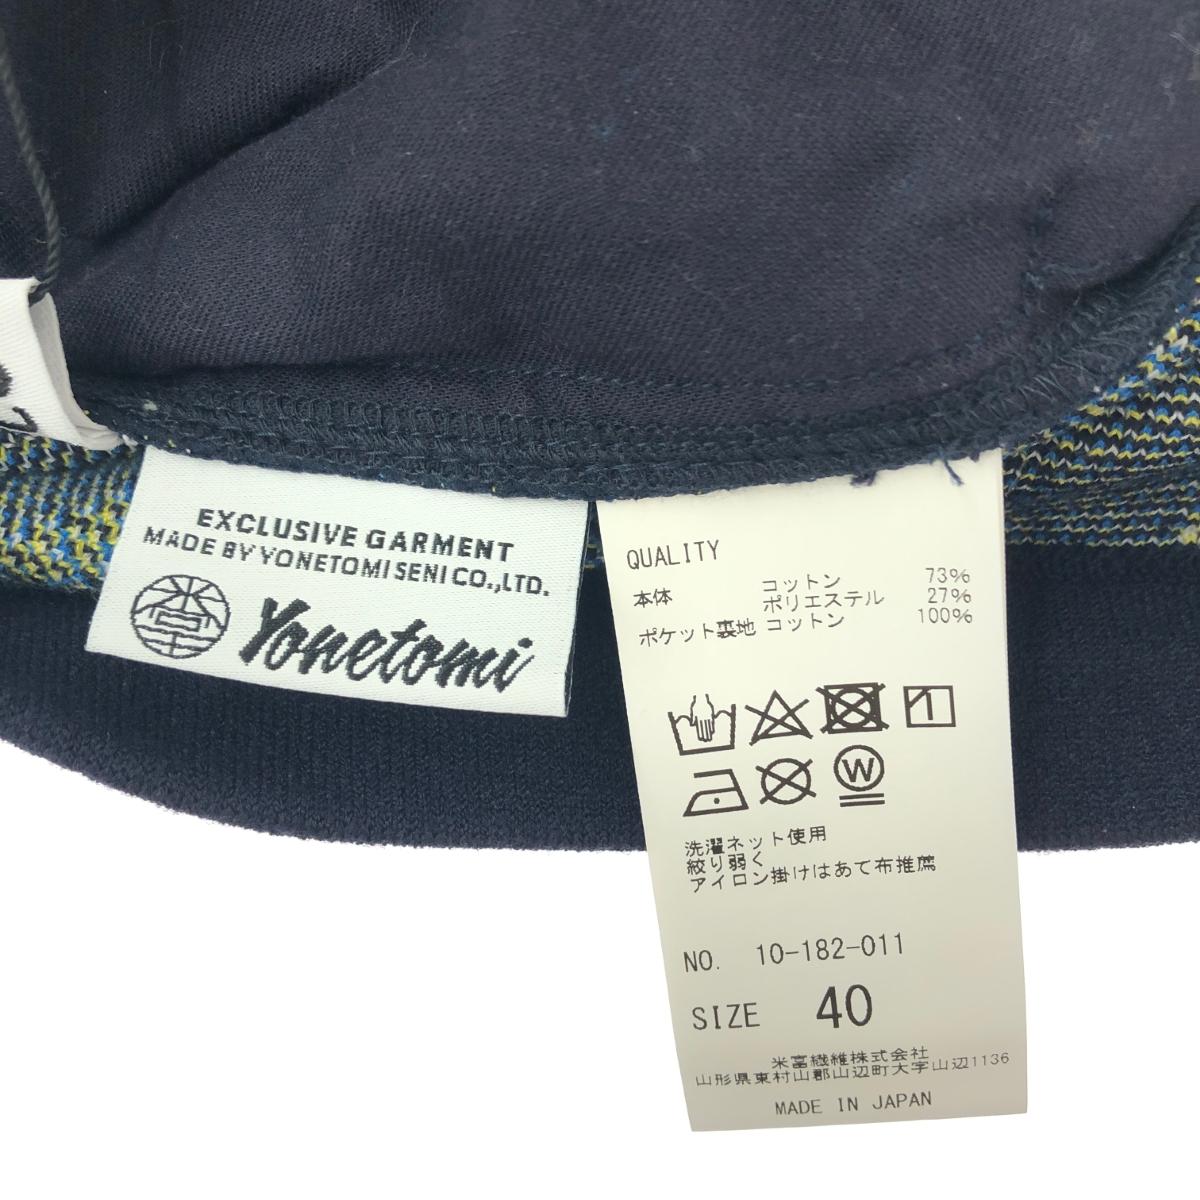 EXCLUSIVE GARMENT
MADE BY YONETOMI SENI CO.,LTD.
Yonetomi
QUALITY
本体 コットン 73%
ポリエステル 27%
ポケット裏地 コットン 100%
W
洗濯ネット使用
絞り弱く
アイロン掛けはあて布推薦
NO. 10-182-011
SIZE 40
米富繊維株式会社
山形県東村山郡山辺町大字山辺1136
MADE IN JAPAN